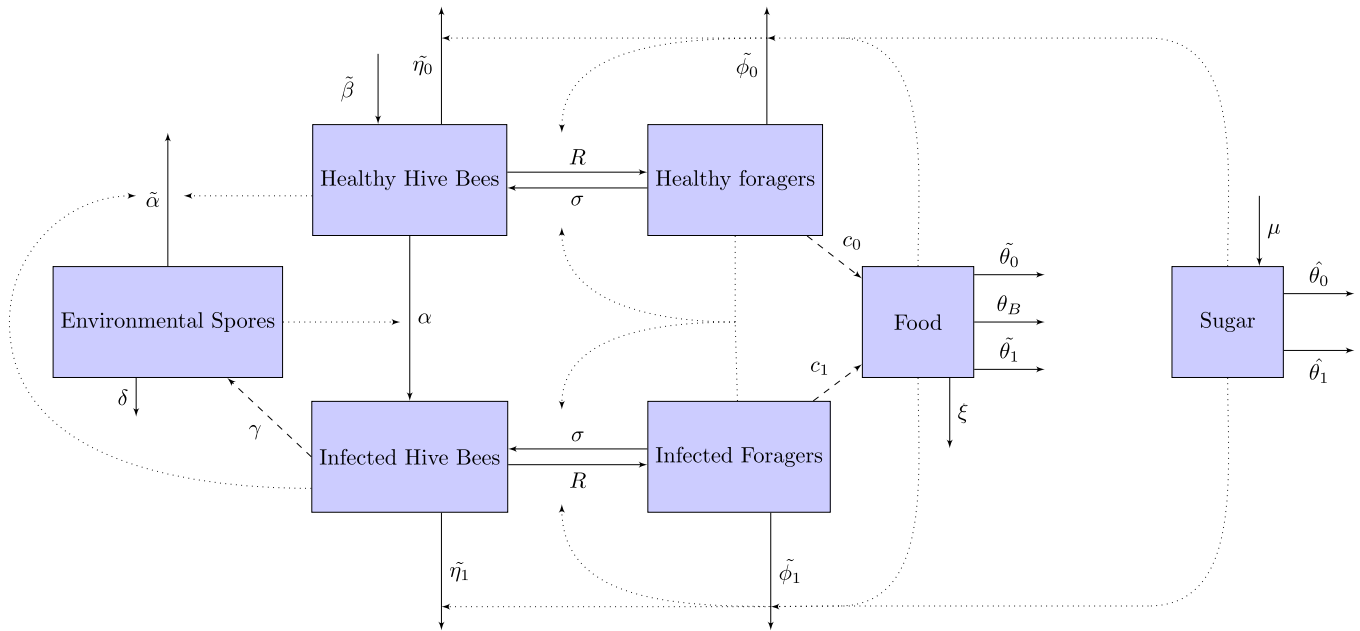 η̃₀
φ̃₀
β̃
Healthy Hive Bees
R
σ
Healthy foragers
α̃
c₀
μ
θ̃₀
θ_B
θ̃₁
θ̂₀
θ̂₁
Environmental Spores
α
Food
Sugar
δ
γ
c₁
ξ
Infected Hive Bees
σ
R
Infected Foragers
η̃₁
φ̃₁